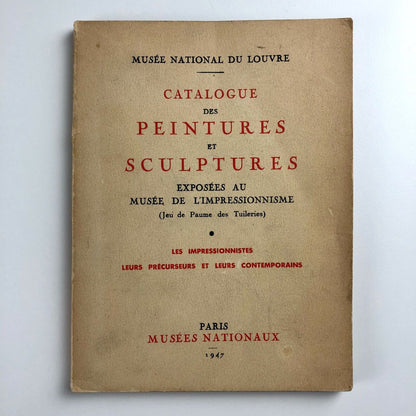 MUSÉE NATIONAL DU LOUVRE
CATALOGUE
DES
PEINTURES
ET
SCULPTURES
EXPOSÉES AU
MUSÉE DE L'IMPRESSIONNISME
(Jeu de Paume des Tuileries)
LES IMPRESSIONNISTES
LEURS PRÉCURSEURS ET LEURS CONTEMPORAINS
PARIS
MUSÉES NATIONAUX
1947